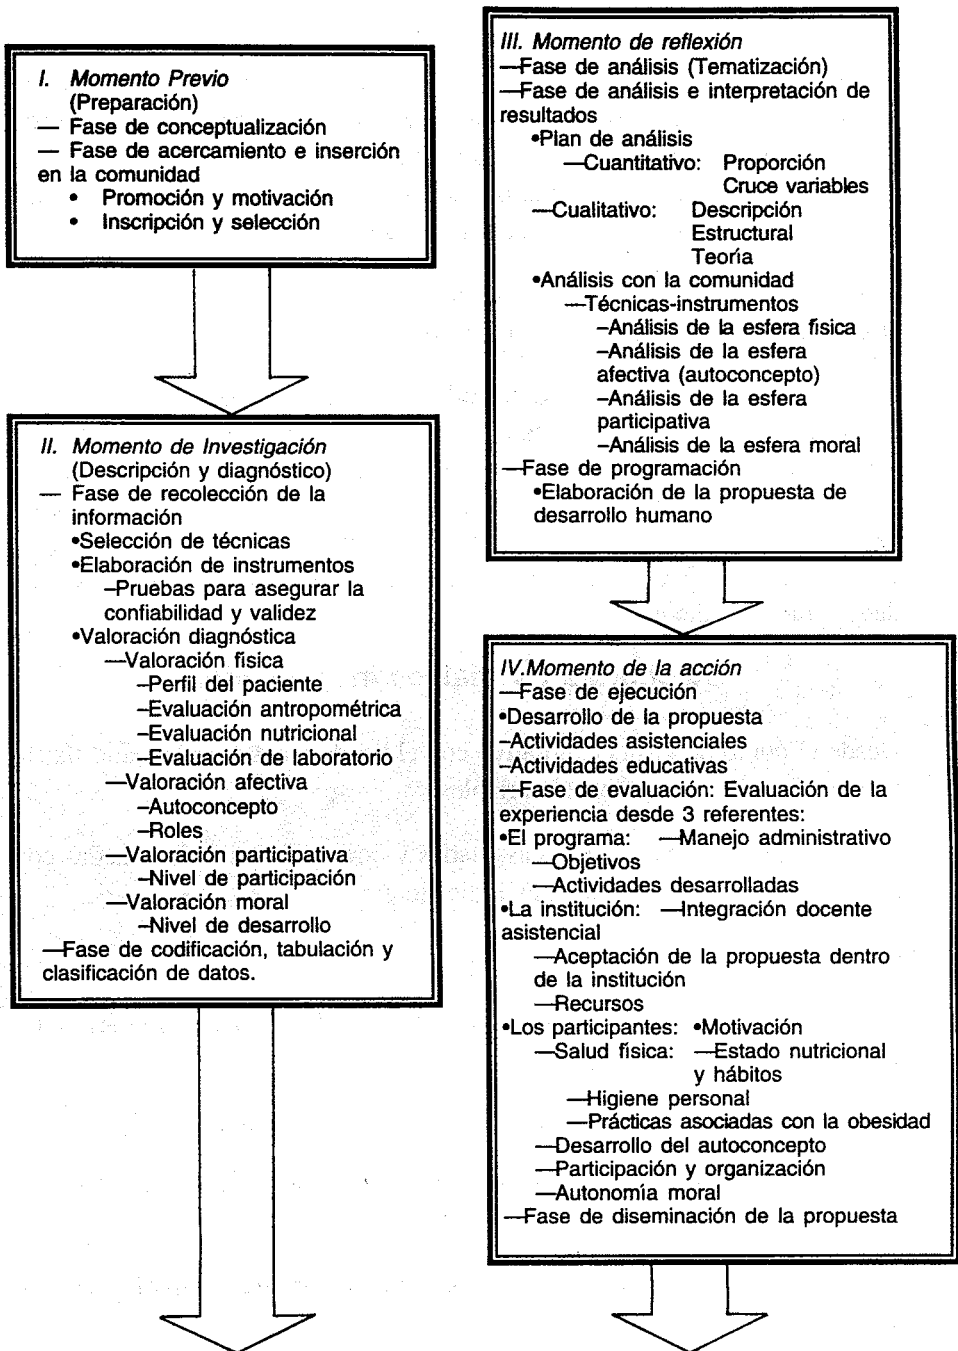 I. Momento Previo
(Preparación)
— Fase de conceptualización
— Fase de acercamiento e inserción
en la comunidad
• Promoción y motivación
• Inscripción y selección
II. Momento de Investigación
(Descripción y diagnóstico)
— Fase de recolección de la
información
•Selección de técnicas
•Elaboración de instrumentos
–Pruebas para asegurar la
confiabilidad y validez
•Valoración diagnóstica
—Valoración física
–Perfil del paciente
–Evaluación antropométrica
–Evaluación nutricional
–Evaluación de laboratorio
—Valoración afectiva
–Autoconcepto
–Roles
—Valoración participativa
–Nivel de participación
—Valoración moral
–Nivel de desarrollo
—Fase de codificación, tabulación y
clasificación de datos.
III. Momento de reflexión
—Fase de análisis (Tematización)
—Fase de análisis e interpretación de
resultados
•Plan de análisis
—Cuantitativo: Proporción
Cruce variables
—Cualitativo: Descripción
Estructural
Teoría
•Análisis con la comunidad
—Técnicas-instrumentos
–Análisis de la esfera física
–Análisis de la esfera
afectiva (autoconcepto)
–Análisis de la esfera
participativa
–Análisis de la esfera moral
—Fase de programación
•Elaboración de la propuesta de
desarrollo humano
IV.Momento de la acción
—Fase de ejecución
•Desarrollo de la propuesta
–Actividades asistenciales
–Actividades educativas
—Fase de evaluación: Evaluación de la
experiencia desde 3 referentes:
•El programa: —Manejo administrativo
—Objetivos
—Actividades desarrolladas
•La institución: —Integración docente
asistencial
—Aceptación de la propuesta dentro
de la institución
—Recursos
•Los participantes: •Motivación
—Salud física: —Estado nutricional
y hábitos
—Higiene personal
—Prácticas asociadas con la obesidad
—Desarrollo del autoconcepto
—Participación y organización
—Autonomía moral
—Fase de diseminación de la propuesta